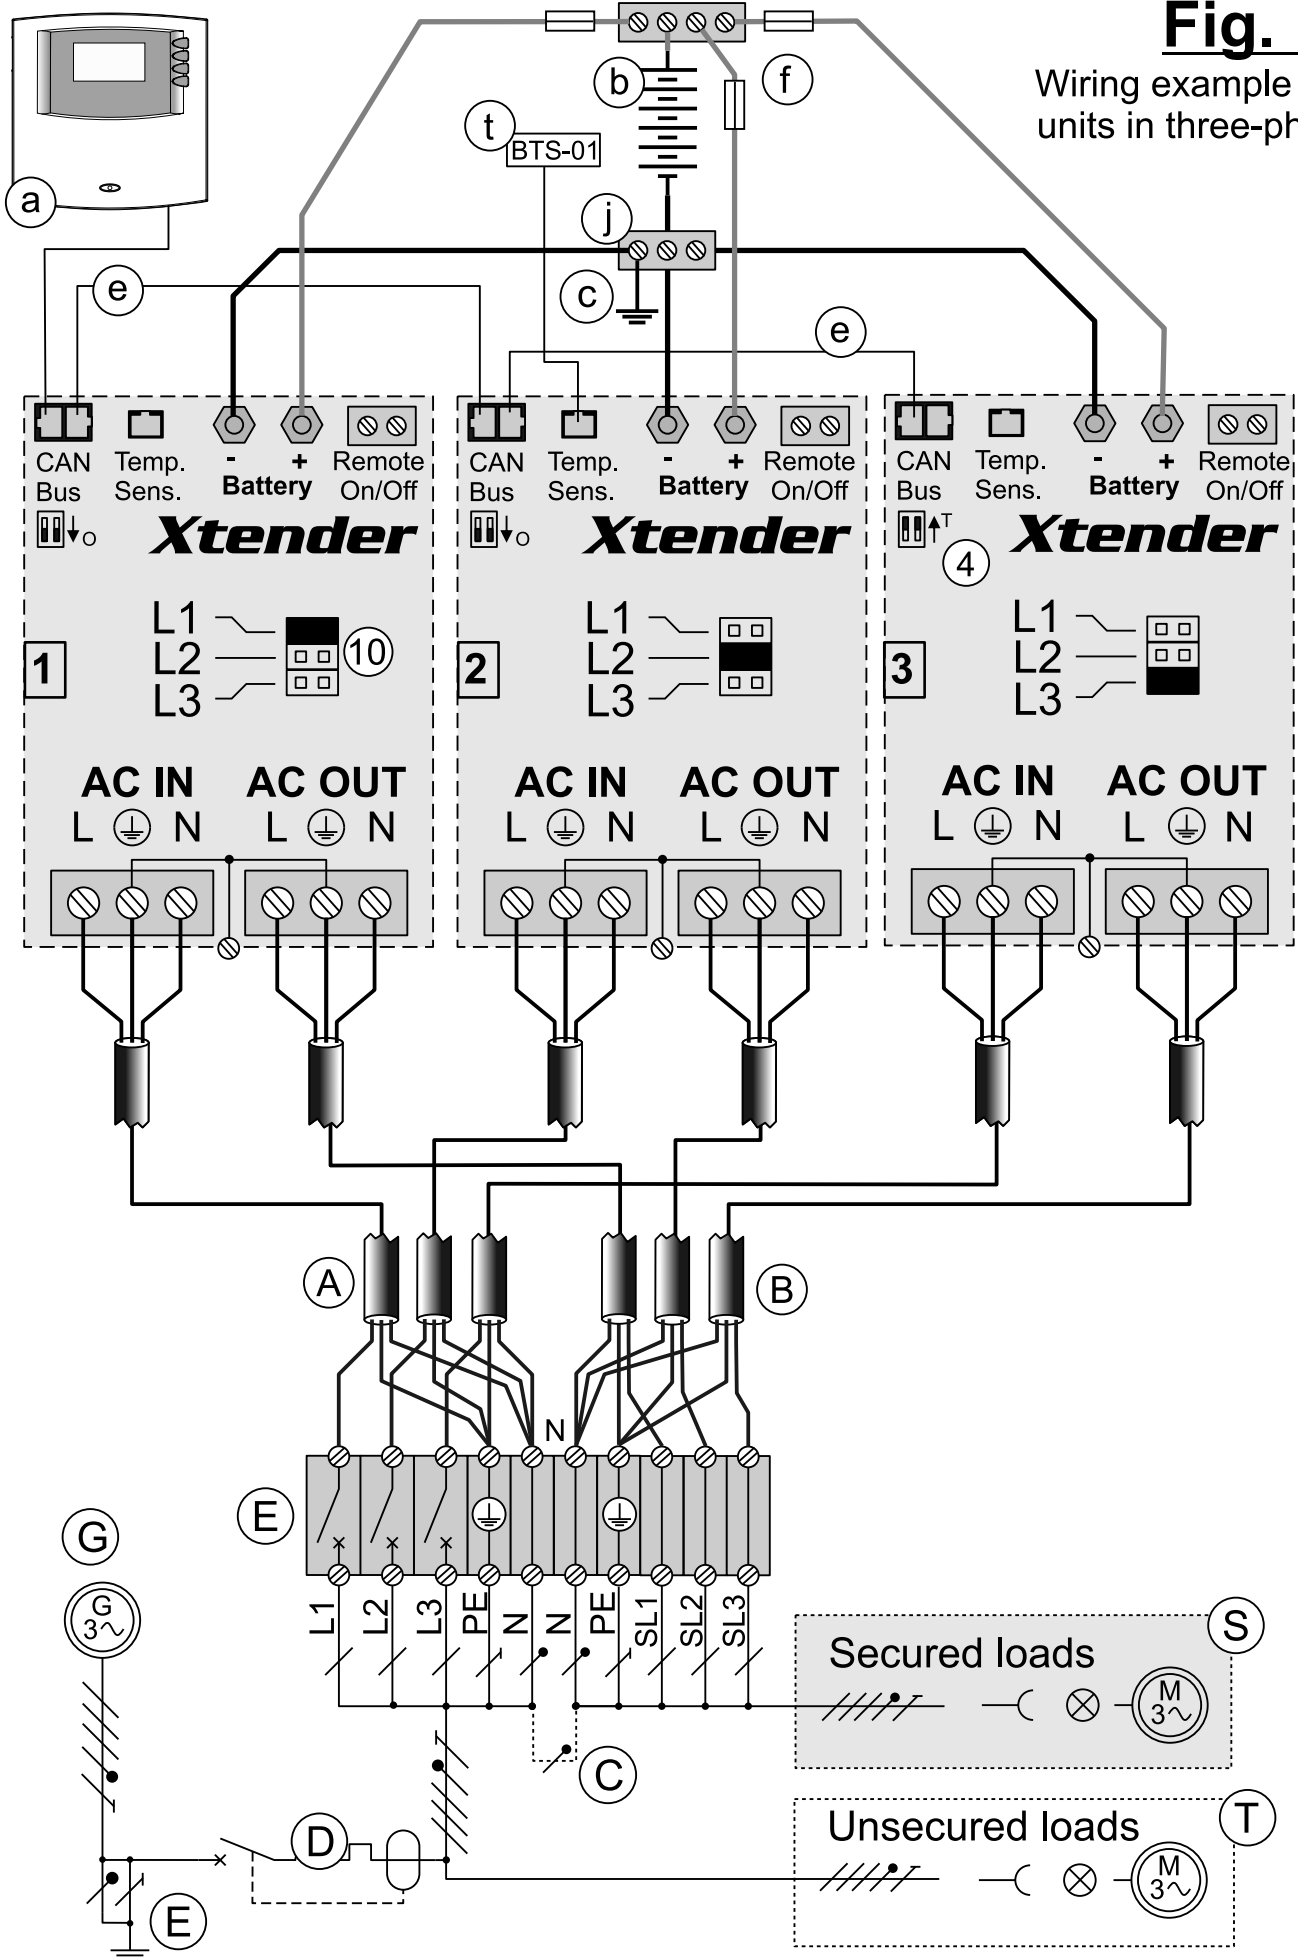 Fig.
Wiring example
units in three-ph
a
b
f
t
BTS-01
j
c
e
e
CAN
Bus
Temp.
Sens.
-
+
Battery
Remote
On/Off
O
Xtender
L1
L2
L3
10
1
AC IN
AC OUT
L
N
L
N
CAN
Bus
Temp.
Sens.
-
+
Battery
Remote
On/Off
O
Xtender
L1
L2
L3
2
AC IN
AC OUT
L
N
L
N
CAN
Bus
Temp.
Sens.
-
+
Battery
Remote
On/Off
T
4
Xtender
L1
L2
L3
3
AC IN
AC OUT
L
N
L
N
A
B
N
E
L1
L2
L3
PE
N
N
PE
SL1
SL2
SL3
G
G
3
S
Secured loads
M
3
C
T
Unsecured loads
M
3
D
E